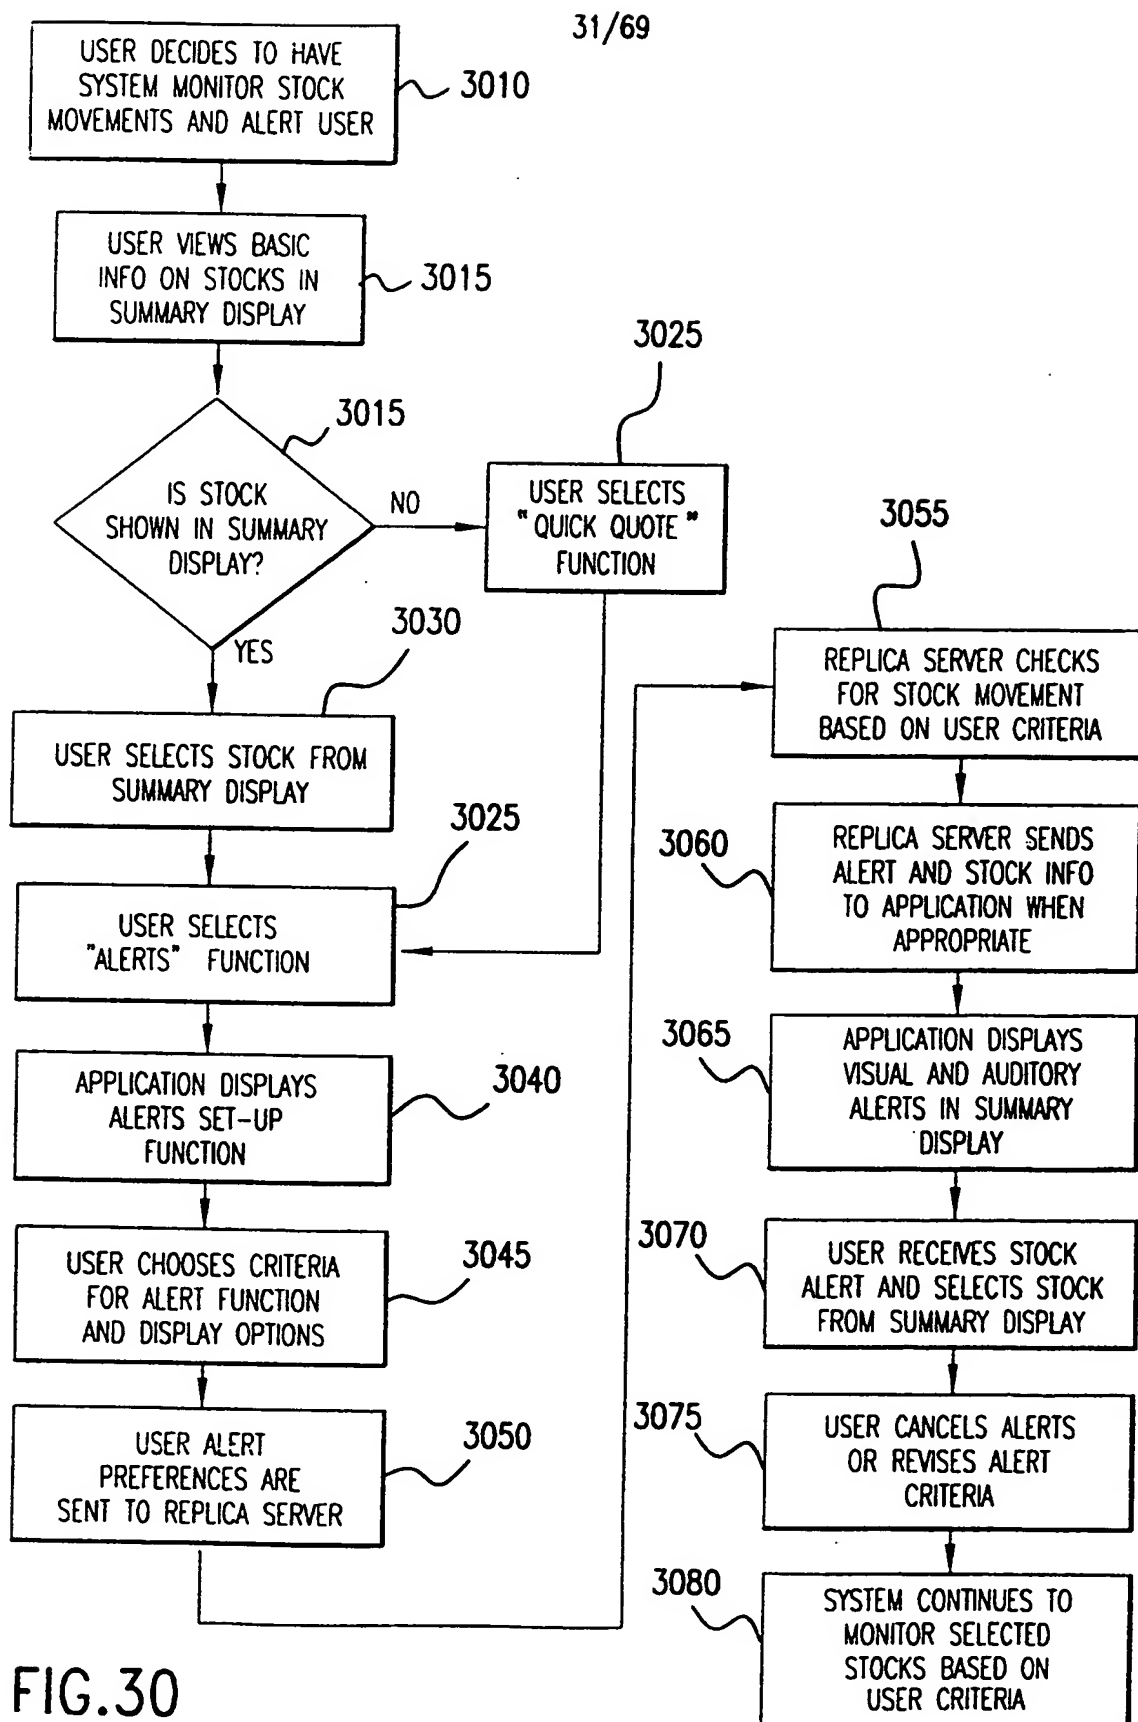 31/69
USER DECIDES TO HAVE
SYSTEM MONITOR STOCK
MOVEMENTS AND ALERT USER
3010
USER VIEWS BASIC
INFO ON STOCKS IN
SUMMARY DISPLAY
3015
3015
IS STOCK
SHOWN IN SUMMARY
DISPLAY?
NO
YES
3025
USER SELECTS
"QUICK QUOTE"
FUNCTION
3030
USER SELECTS STOCK FROM
SUMMARY DISPLAY
3025
USER SELECTS
"ALERTS" FUNCTION
APPLICATION DISPLAYS
ALERTS SET-UP
FUNCTION
3040
USER CHOOSES CRITERIA
FOR ALERT FUNCTION
AND DISPLAY OPTIONS
3045
USER ALERT
PREFERENCES ARE
SENT TO REPLICA SERVER
3050
3055
REPLICA SERVER CHECKS
FOR STOCK MOVEMENT
BASED ON USER CRITERIA
3060
REPLICA SERVER SENDS
ALERT AND STOCK INFO
TO APPLICATION WHEN
APPROPRIATE
3065
APPLICATION DISPLAYS
VISUAL AND AUDITORY
ALERTS IN SUMMARY
DISPLAY
3070
USER RECEIVES STOCK
ALERT AND SELECTS STOCK
FROM SUMMARY DISPLAY
3075
USER CANCELS ALERTS
OR REVISES ALERT
CRITERIA
3080
SYSTEM CONTINUES TO
MONITOR SELECTED
STOCKS BASED ON
USER CRITERIA
FIG.30